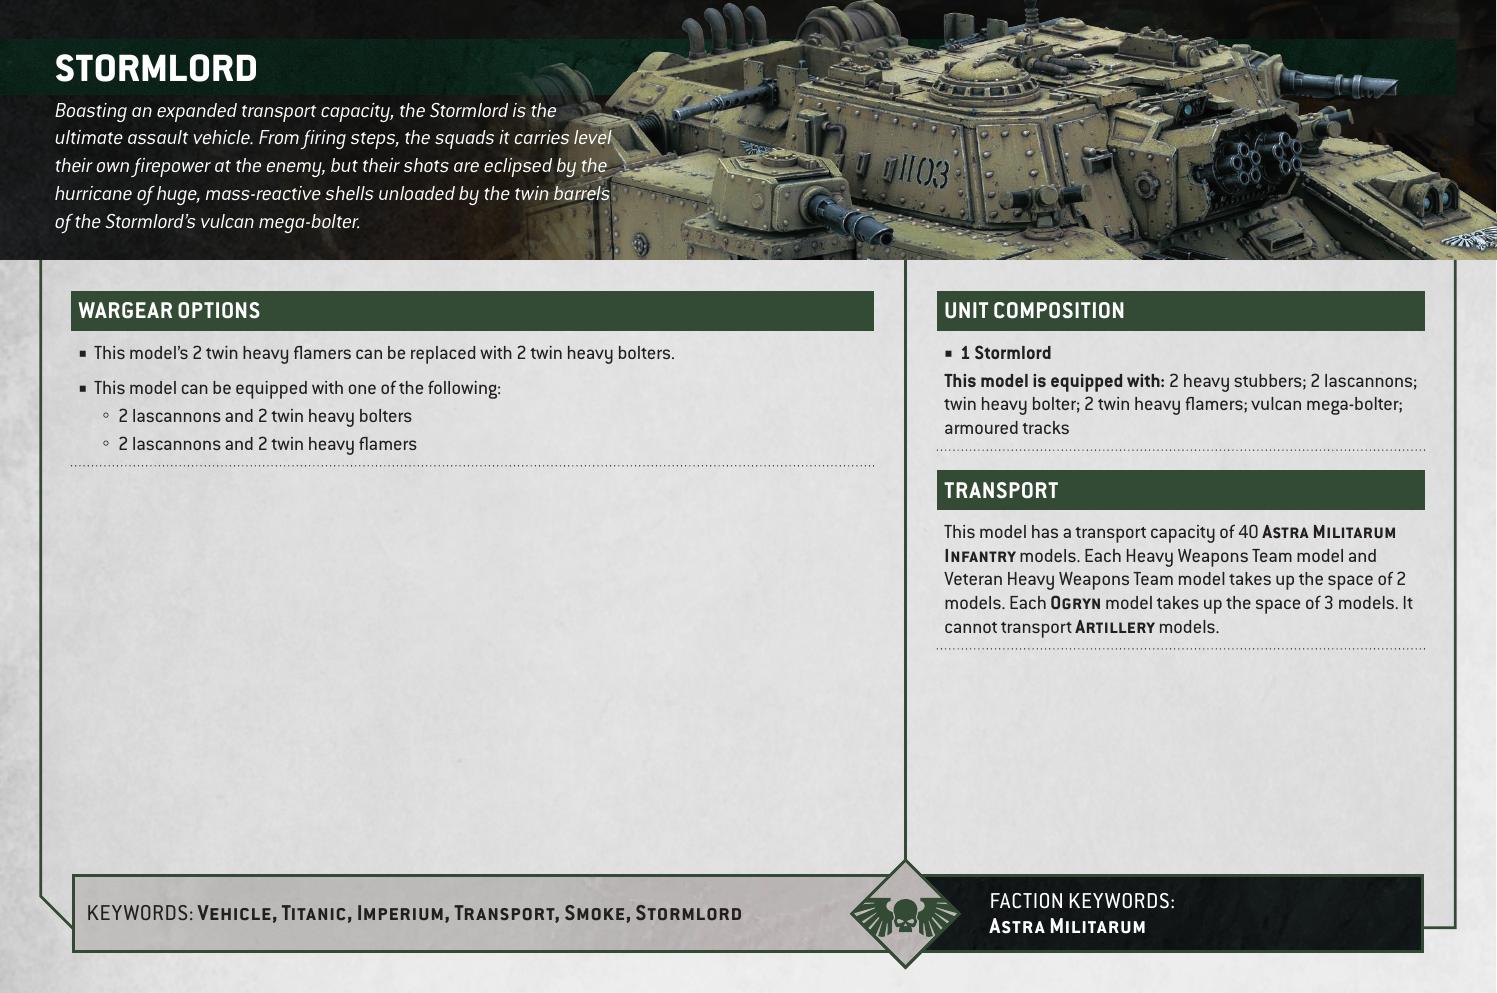 STORMLORD
Boasting an expanded transport capacity, the Stormlord is the
ultimate assault vehicle. From firing steps, the squads it carries level
their own firepower at the enemy, but their shots are eclipsed by the
hurricane of huge, mass-reactive shells unloaded by the twin barrels
of the Stormlord’s vulcan mega-bolter.
1103
WARGEAR OPTIONS
▪ This model’s 2 twin heavy flamers can be replaced with 2 twin heavy bolters.
▪ This model can be equipped with one of the following:
◦ 2 lascannons and 2 twin heavy bolters
◦ 2 lascannons and 2 twin heavy flamers
UNIT COMPOSITION
▪ 1 Stormlord
This model is equipped with: 2 heavy stubbers; 2 lascannons;
twin heavy bolter; 2 twin heavy flamers; vulcan mega-bolter;
armoured tracks
TRANSPORT
This model has a transport capacity of 40 ASTRA MILITARUM
INFANTRY models. Each Heavy Weapons Team model and
Veteran Heavy Weapons Team model takes up the space of 2
models. Each OGRYN model takes up the space of 3 models. It
cannot transport ARTILLERY models.
KEYWORDS: VEHICLE, TITANIC, IMPERIUM, TRANSPORT, SMOKE, STORMLORD
FACTION KEYWORDS:
ASTRA MILITARUM